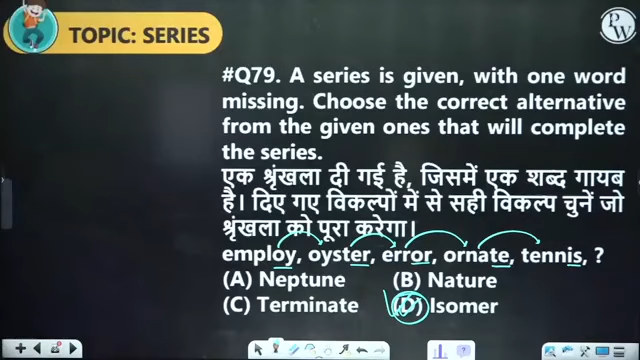 TOPIC: SERIES
PW
#Q79. A series is given, with one word
missing. Choose the correct alternative
from the given ones that will complete
the series.
एक श्रृंखला दी गई है, जिसमें एक शब्द गायब
है। दिए गए विकल्पों में से सही विकल्प चुनें जो
श्रृंखला को पूरा करेगा।
employ, oyster, error, ornate, tennis, ?
(A) Neptune (B) Nature
(C) Terminate (D) Isomer